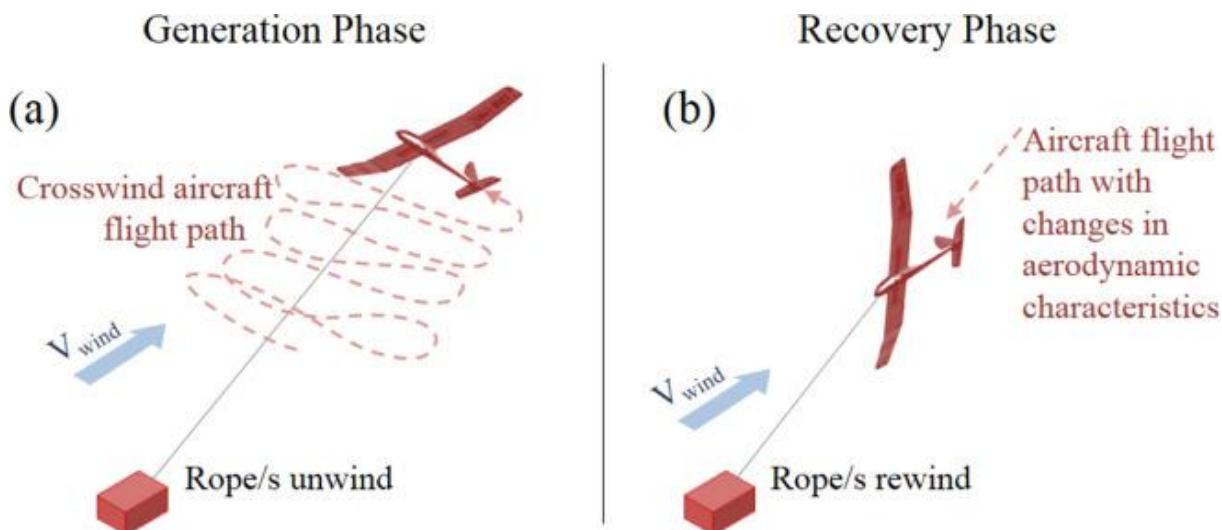 Generation Phase
Recovery Phase
(a)
Crosswind aircraft
flight path
V wind
Rope/s unwind
(b)
Aircraft flight
path with
changes in
aerodynamic
characteristics
V wind
Rope/s rewind